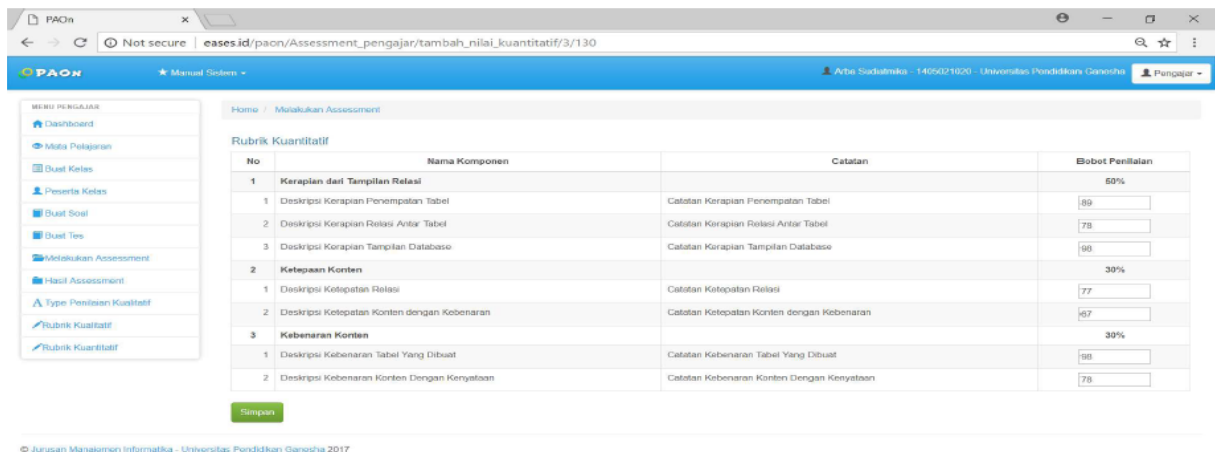 PAOn
Not secure eases.id/paon/Assessment_pengajar/tambah_nilai_kuantitatif/3/130
PAON Manual Sistem Arba Sudiatmika - 1405021020 - Universitas Pendidikan Ganesha Pengajar
MENU PENGAJAR
Dashboard
Mata Pelajaran
Buat Kelas
Peserta Kelas
Buat Soal
Buat Tes
Melakukan Assessment
Hasil Assessment
Type Penilaian Kualitatif
Rubrik Kualitatif
Rubrik Kuantitatif
Home / Melakukan Assessment
Rubrik Kuantitatif
No Nama Komponen Catatan Bobot Penilaian
1 Kerapian dari Tampilan Relasi 50%
1 Deskripsi Kerapian Penempatan Tabel Catatan Kerapian Penempatan Tabel 89
2 Deskripsi Kerapian Relasi Antar Tabel Catatan Kerapian Relasi Antar Tabel 78
3 Deskripsi Kerapian Tampilan Database Catatan Kerapian Tampilan Database 98
2 Ketepaan Konten 30%
1 Deskripsi Ketepatan Relasi Catatan Ketepatan Relasi 77
2 Deskripsi Ketepatan Konten dengan Kebenaran Catatan Ketepatan Konten dengan Kebenaran 67
3 Kebenaran Konten 30%
1 Deskripsi Kebenaran Tabel Yang Dibuat Catatan Kebenaran Tabel Yang Dibuat 98
2 Deskripsi Kebenaran Konten Dengan Kenyataan Catatan Kebenaran Konten Dengan Kenyataan 78
Simpan
© Jurusan Manajemen Informatika - Universitas Pendidikan Ganesha 2017